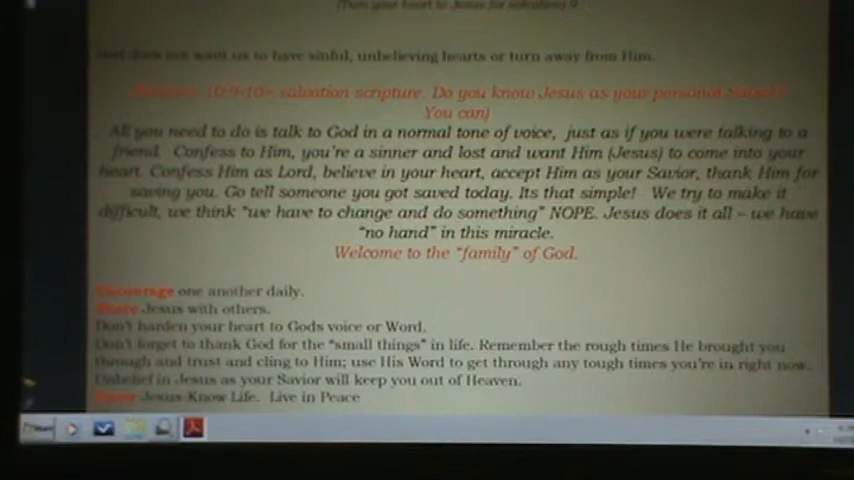 (Turn your heart to Jesus for salvation)
does not want us to have sinful, unbelieving hearts or turn away from Him.
10:9-10= salvation scripture. Do you know Jesus as your personal Savior?
You can)
All you need to do is talk to God in a normal tone of voice, just as if you were talking to a
friend. Confess to Him, you're a sinner and lost and want Him (Jesus) to come into your
heart. Confess Him as Lord, believe in your heart, accept Him as your Savior, thank Him for
saving you. Go tell someone you got saved today. Its that simple! We try to make it
difficult, we think "we have to change and do something" NOPE. Jesus does it all – we have
"no hand" in this miracle.
Welcome to the "family" of God.
Encourage one another daily.
Share Jesus with others.
Don't harden your heart to Gods voice or Word.
Don't forget to thank God for the "small things" in life. Remember the rough times He brought you
through and trust and cling to Him; use His Word to get through any tough times you're in right now.
Unbelief in Jesus as your Savior will keep you out of Heaven.
Jesus-Know Life. Live in Peace